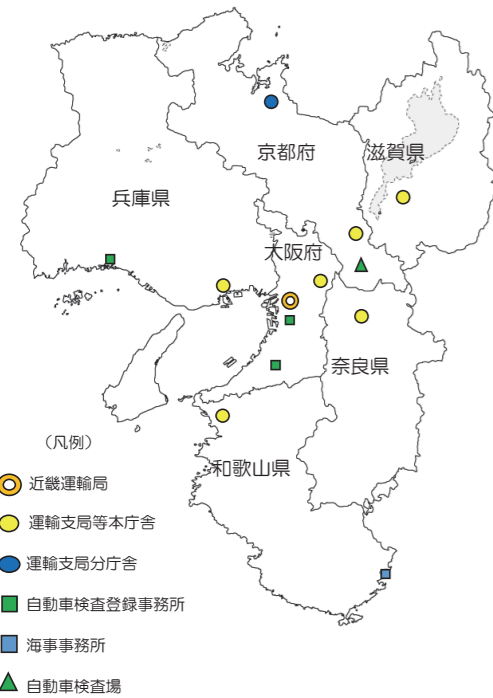 京都府
滋賀県
兵庫県
大阪府
奈良県
和歌山県
（凡例）
近畿運輸局
運輸支局等本庁舎
運輸支局分庁舎
自動車検査登録事務所
海事事務所
自動車検査場